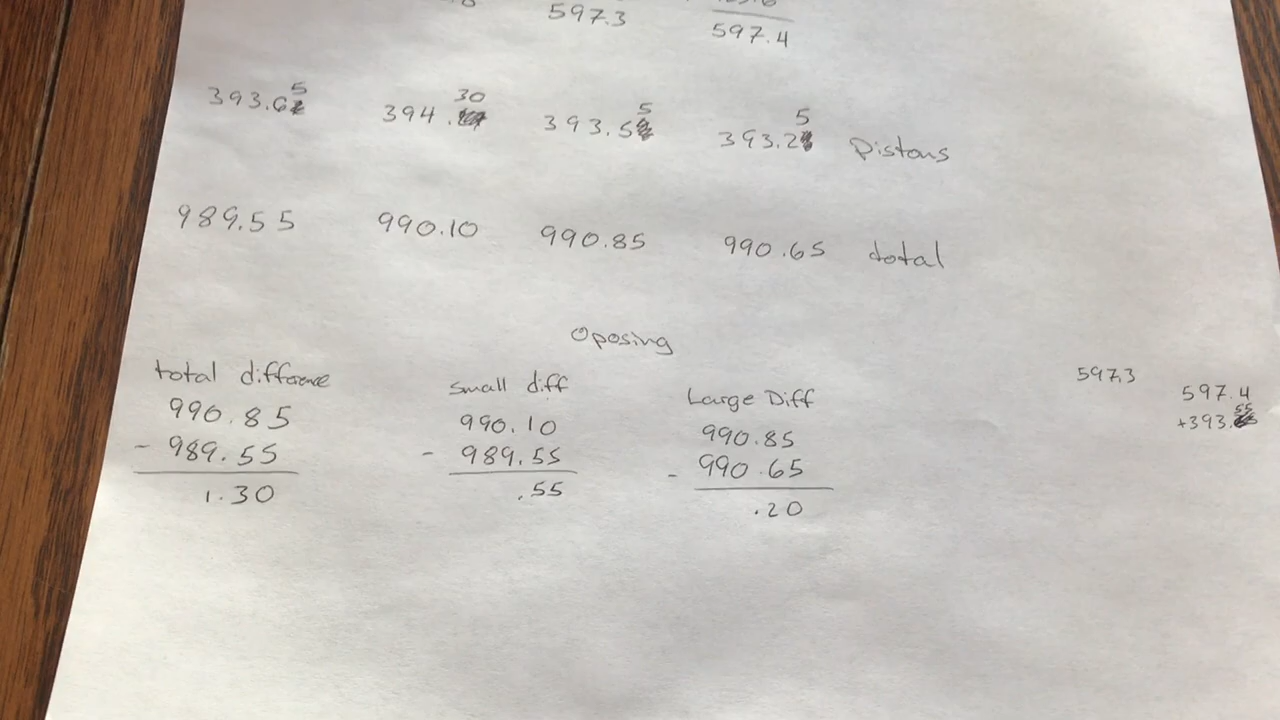 597.3 597.4
393.65 394.30 393.55 393.25 Pistons
989.55 990.10 990.85 990.65 total
Oposing
total difference small diff Large Diff
990.85 990.10 990.85 597.3 597.4
- 989.55 - 989.55 - 990.65 +393.55
1.30 .55 .20